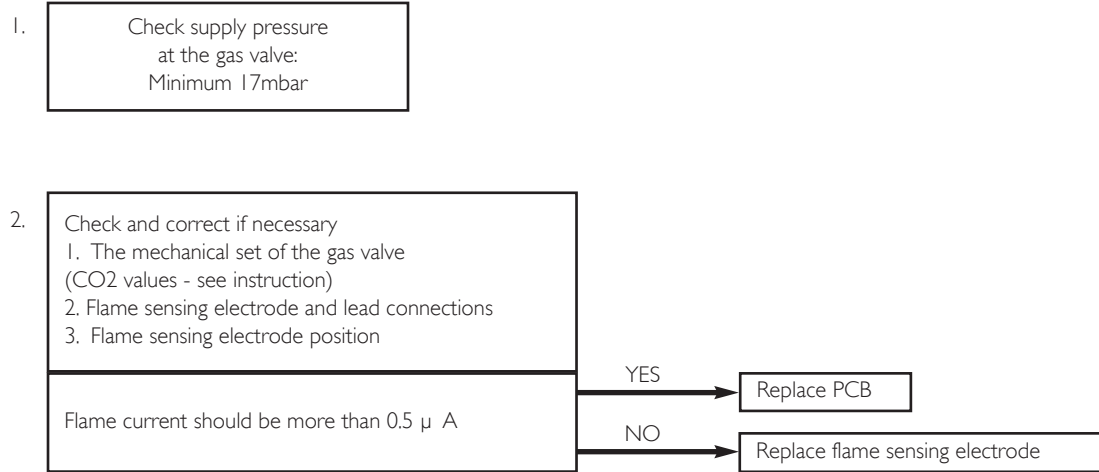 1.
Check supply pressure
at the gas valve:
Minimum 17mbar
2.
Check and correct if necessary
1. The mechanical set of the gas valve
(CO2 values - see instruction)
2. Flame sensing electrode and lead connections
3. Flame sensing electrode position
Flame current should be more than 0.5 μ A
YES
Replace PCB
NO
Replace flame sensing electrode